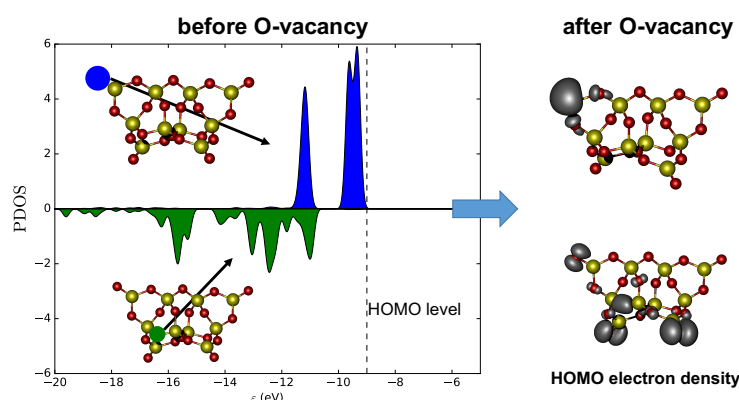 before O-vacancy
after O-vacancy
6
4
2
0
−2
−4
−6
PDOS
HOMO level
−20
−18
−16
−14
−12
−10
−8
−6
ε (eV)
HOMO electron density